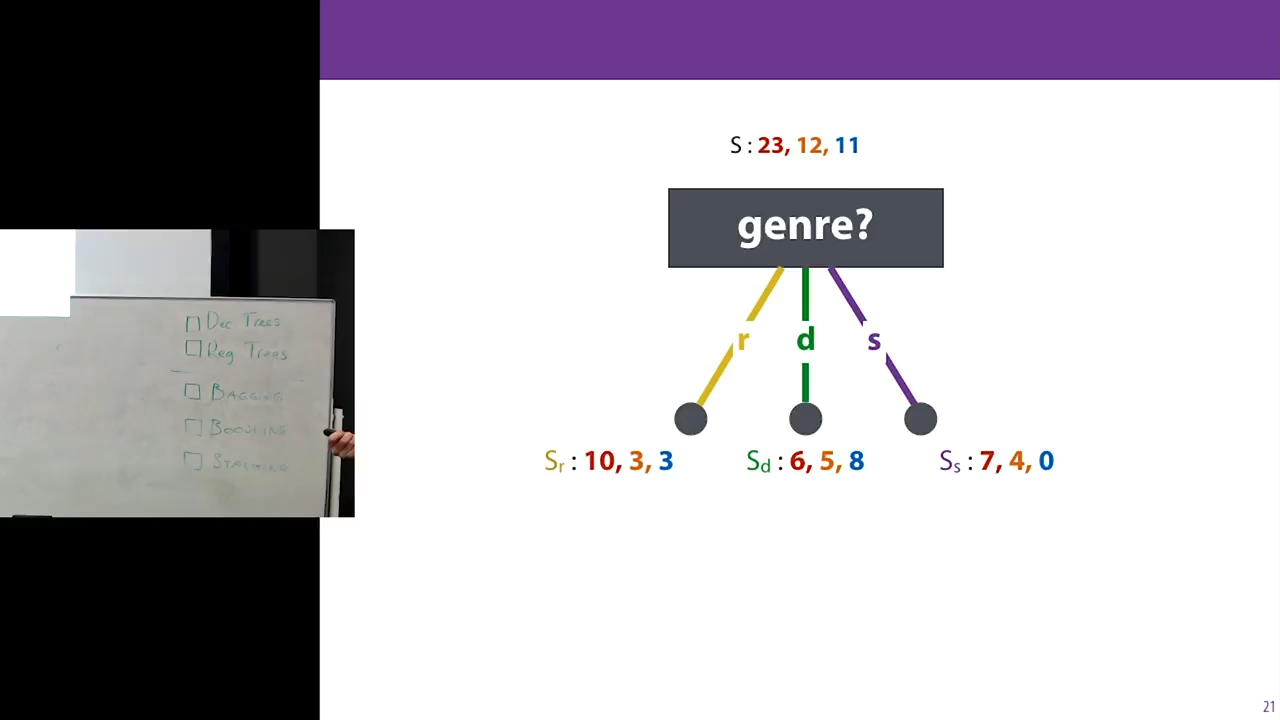 S : 23, 12, 11
genre?
r d s
Sr : 10, 3, 3
Sd : 6, 5, 8
Ss : 7, 4, 0
Dec Trees
Reg Trees
BAGGING
BOOSTING
STACKING
21